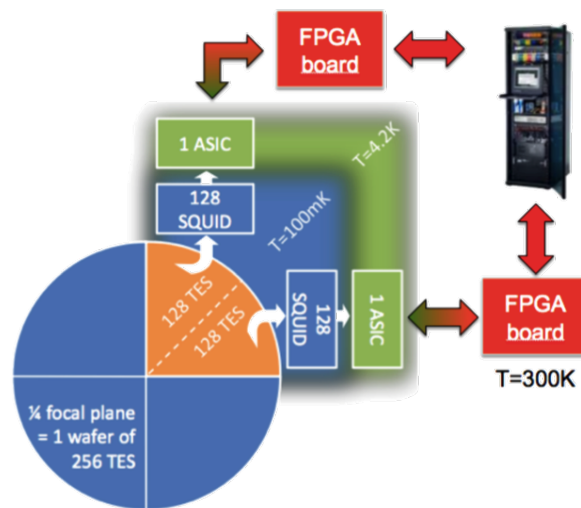 FPGA
board
1 ASIC
T=4.2K
128
SQUID
T=100mK
128 TES
128 TES
128
SQUID
1 ASIC
FPGA
board
T=300K
¼ focal plane
= 1 wafer of
256 TES